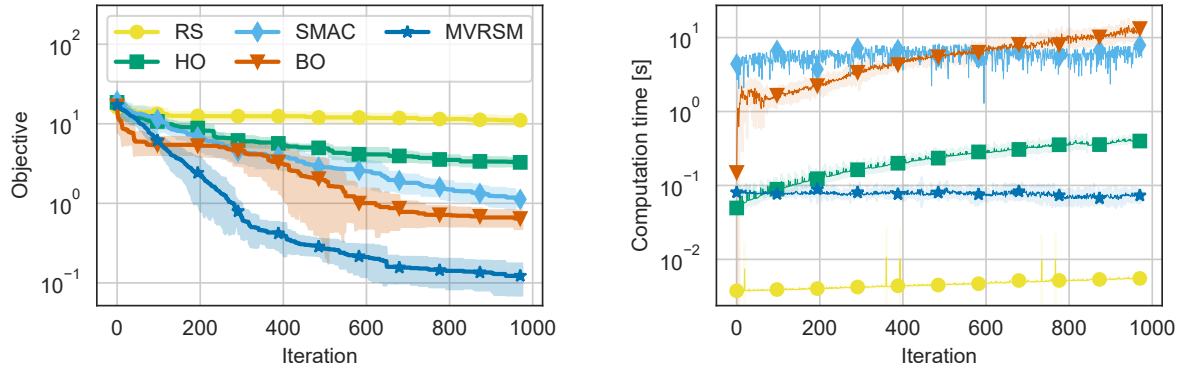 RS
SMAC
MVRSM
HO
BO
Objective
10²
10¹
10⁰
10⁻¹
0
200
400
600
800
1000
Iteration
Computation time [s]
10¹
10⁰
10⁻¹
10⁻²
0
200
400
600
800
1000
Iteration